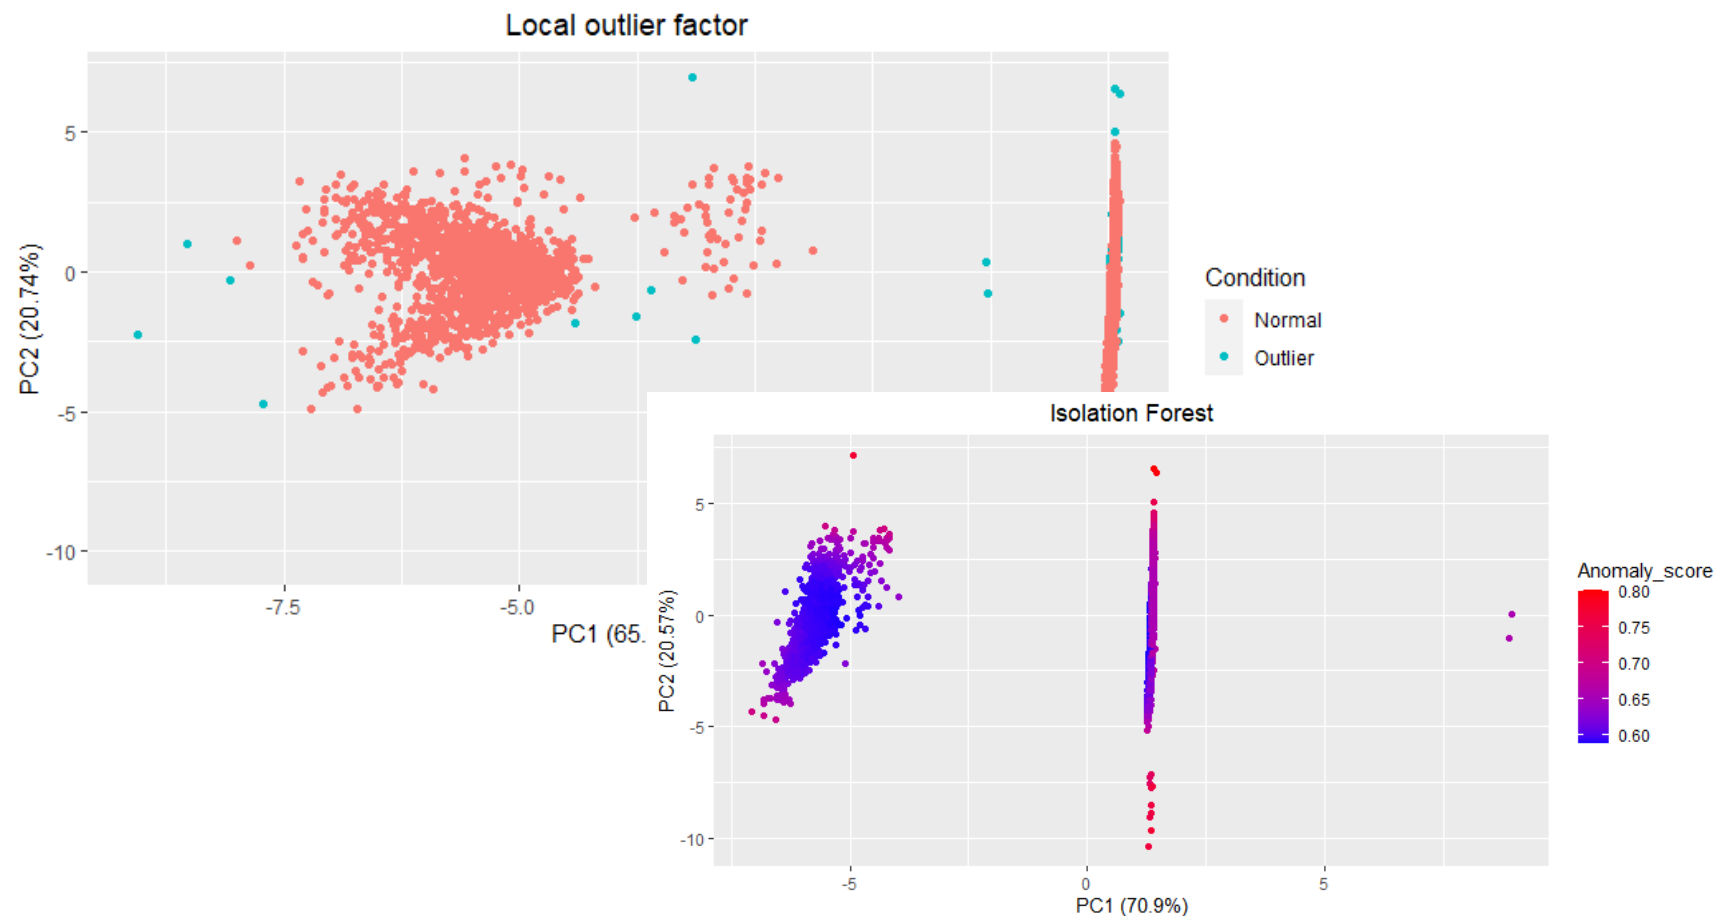 Local outlier factor
PC2 (20.74%)
5
0
-5
-10
-7.5
-5.0
PC1 (65.
Condition
Normal
Outlier
Isolation Forest
PC2 (20.57%)
5
0
-5
-10
-5
0
5
PC1 (70.9%)
Anomaly_score
0.80
0.75
0.70
0.65
0.60